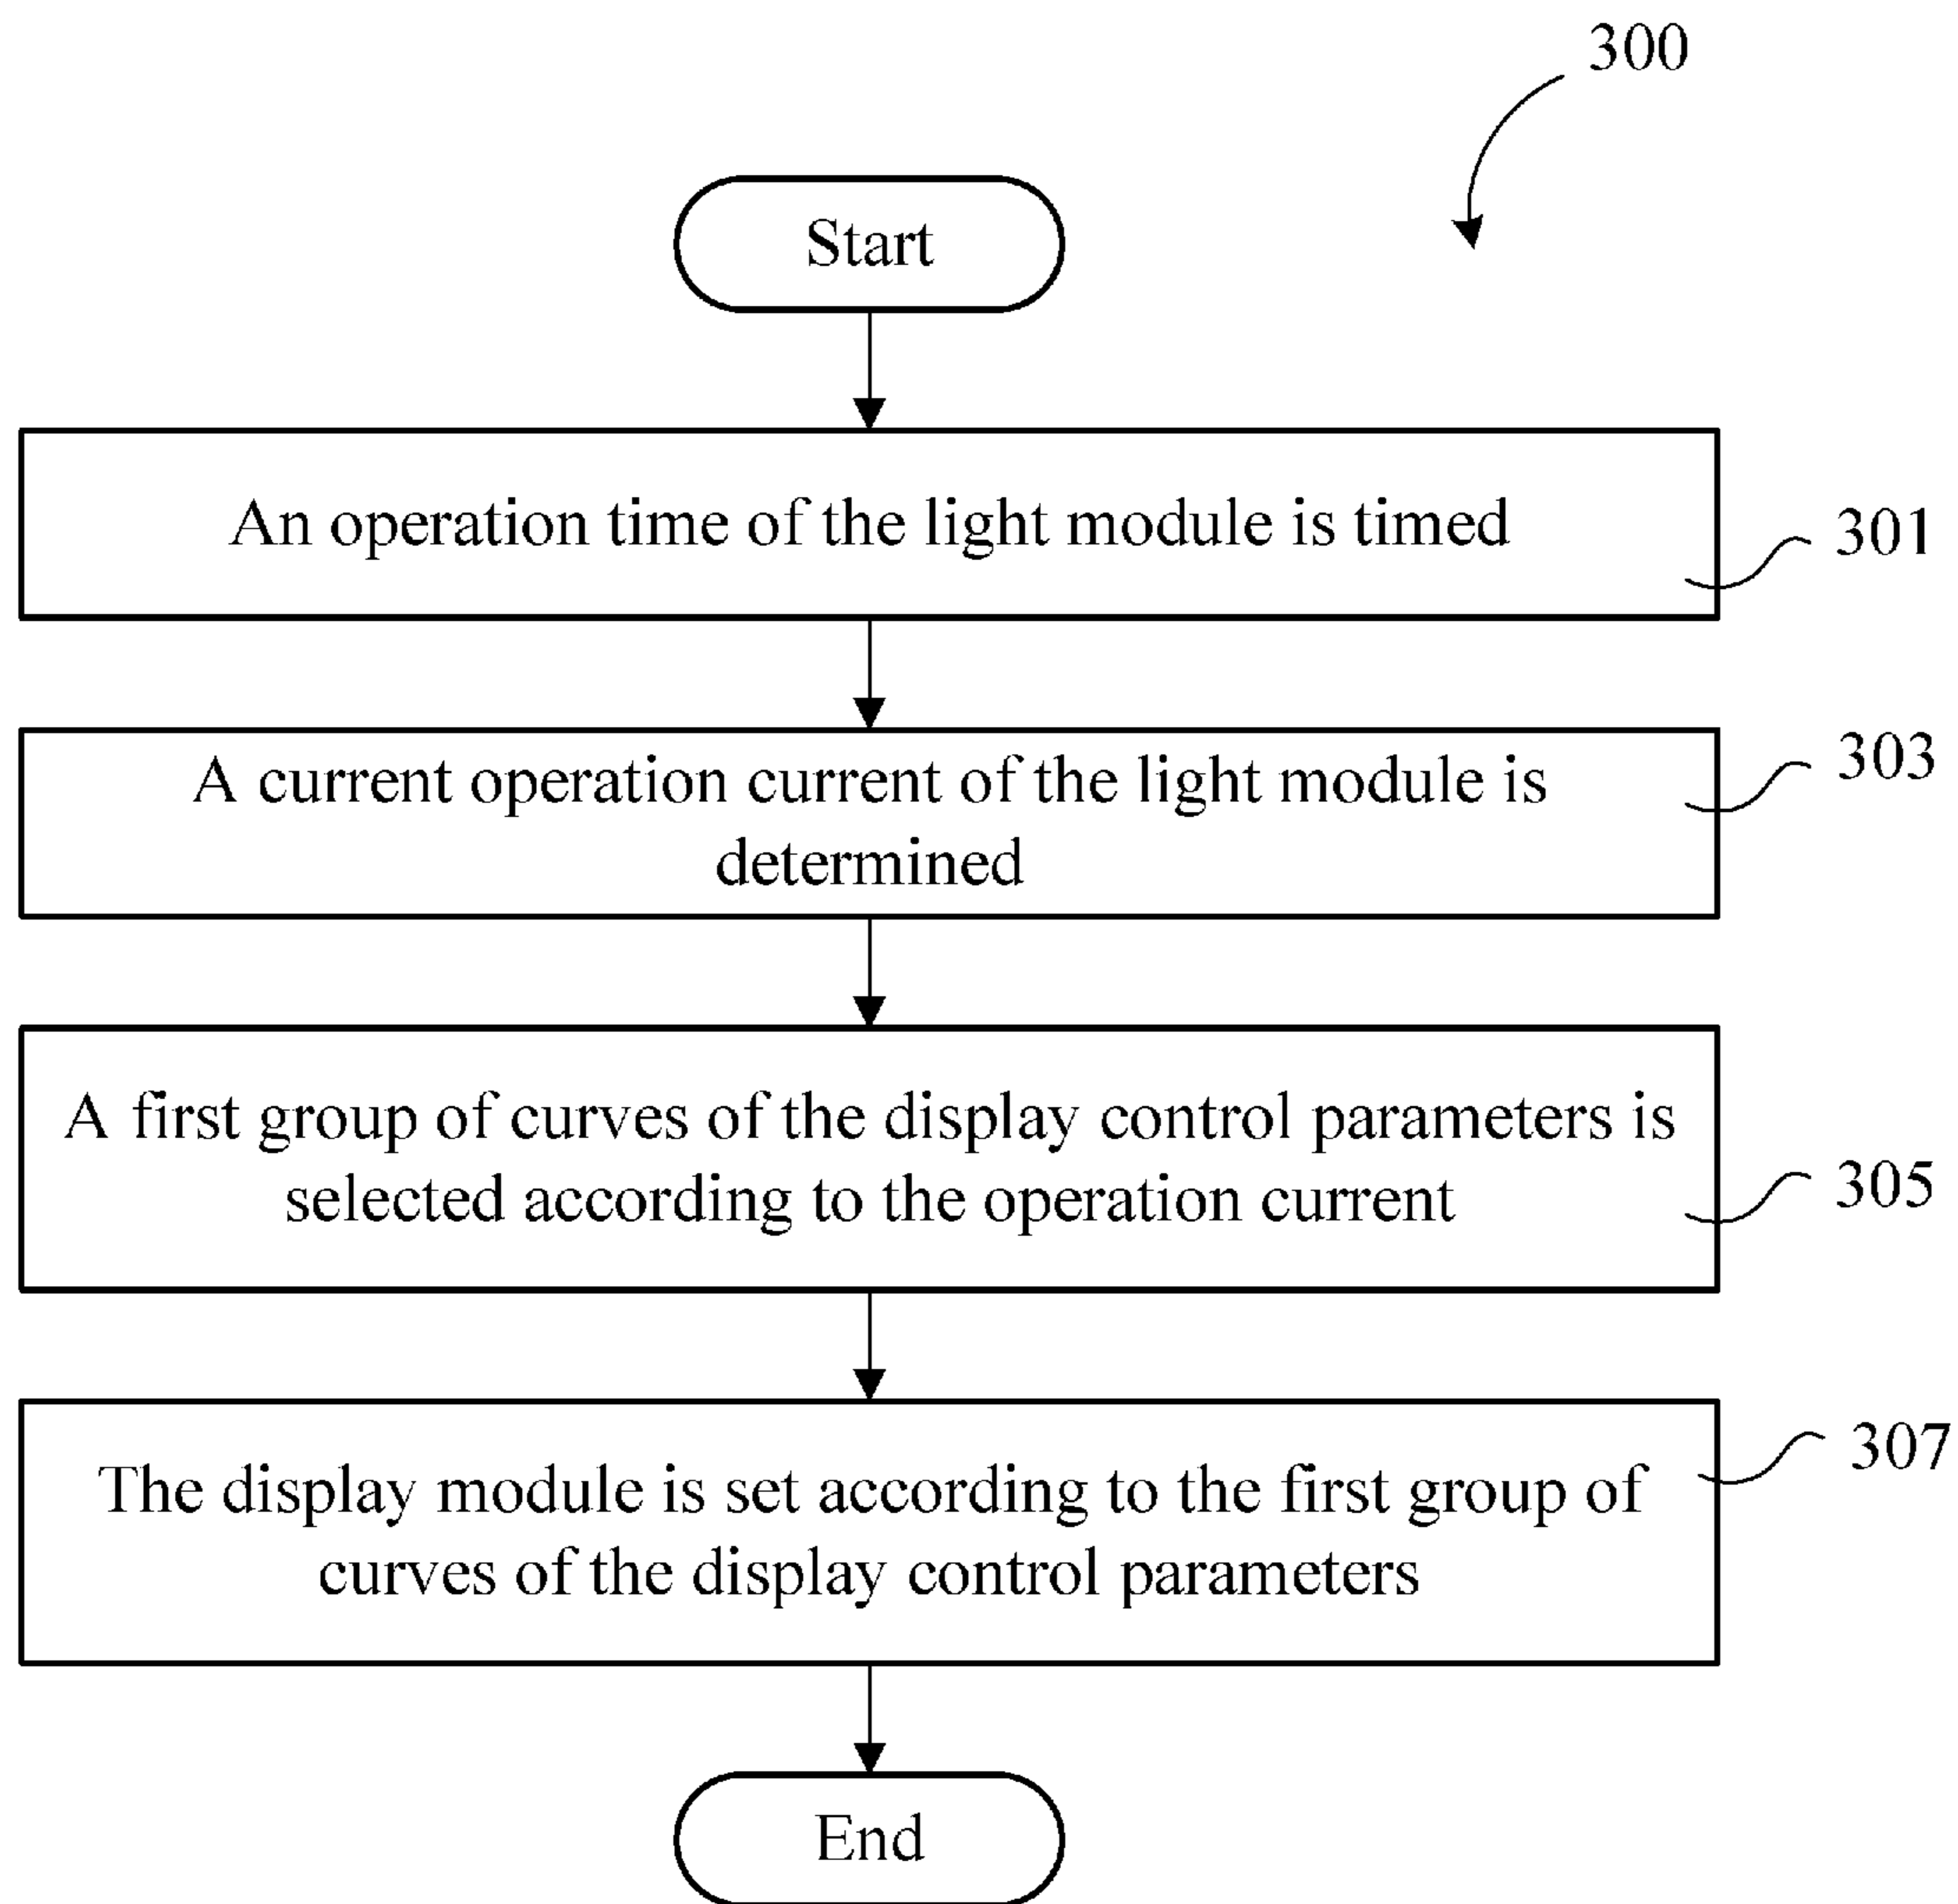 300
Start
An operation time of the light module is timed
301
A current operation current of the light module is
determined
303
A first group of curves of the display control parameters is
selected according to the operation current
305
The display module is set according to the first group of
curves of the display control parameters
307
End